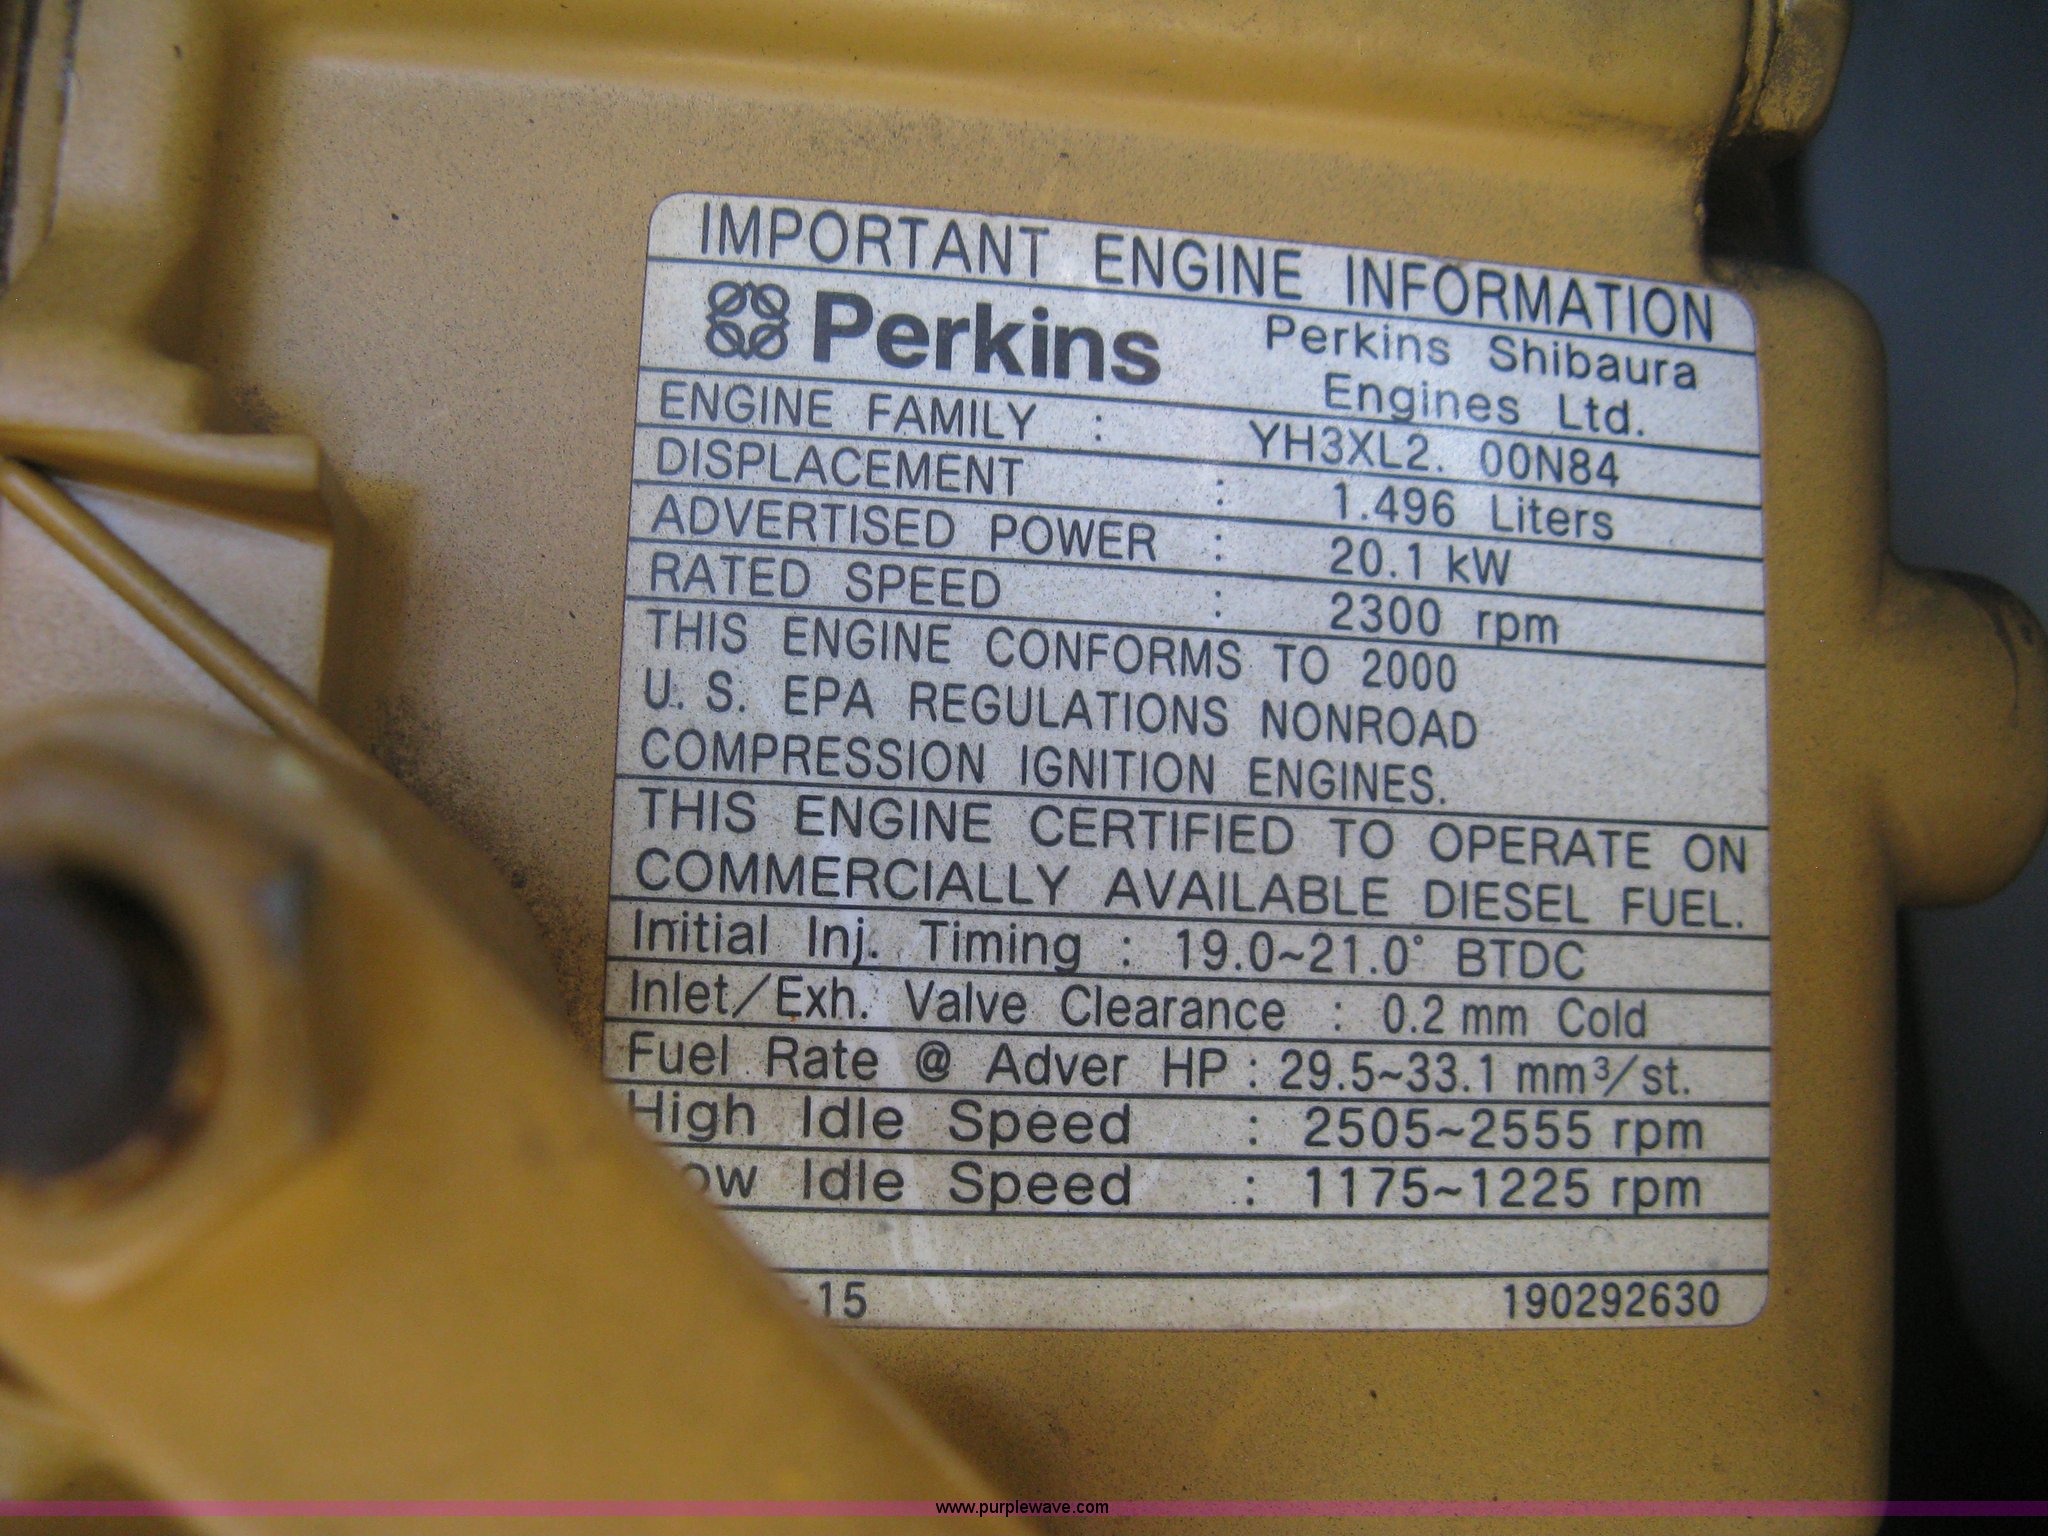 IMPORTANT ENGINE INFORMATION
Perkins
Perkins Shibaura
Engines Ltd.
ENGINE FAMILY : YH3XL2. 00N84
DISPLACEMENT : 1.496 Liters
ADVERTISED POWER : 20.1 kW
RATED SPEED : 2300 rpm
THIS ENGINE CONFORMS TO 2000
U. S. EPA REGULATIONS NONROAD
COMPRESSION IGNITION ENGINES.
THIS ENGINE CERTIFIED TO OPERATE ON
COMMERCIALLY AVAILABLE DIESEL FUEL.
Initial Inj. Timing : 19.0~21.0° BTDC
Inlet/Exh. Valve Clearance : 0.2 mm Cold
Fuel Rate @ Adver HP : 29.5~33.1 mm³/st.
High Idle Speed : 2505~2555 rpm
ow Idle Speed : 1175~1225 rpm
-15 190292630
www.purplewave.com